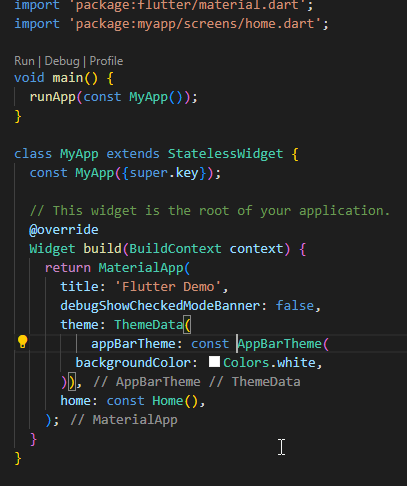 import 'package:flutter/material.dart';
import 'package:myapp/screens/home.dart';
Run | Debug | Profile
void main() {
  runApp(const MyApp());
}
class MyApp extends StatelessWidget {
  const MyApp({super.key});
  // This widget is the root of your application.
  @override
  Widget build(BuildContext context) {
    return MaterialApp(
      title: 'Flutter Demo',
      debugShowCheckedModeBanner: false,
      theme: ThemeData(
          appBarTheme: const AppBarTheme(
        backgroundColor: Colors.white,
      )), // AppBarTheme // ThemeData
      home: const Home(),
    ); // MaterialApp
  }
}